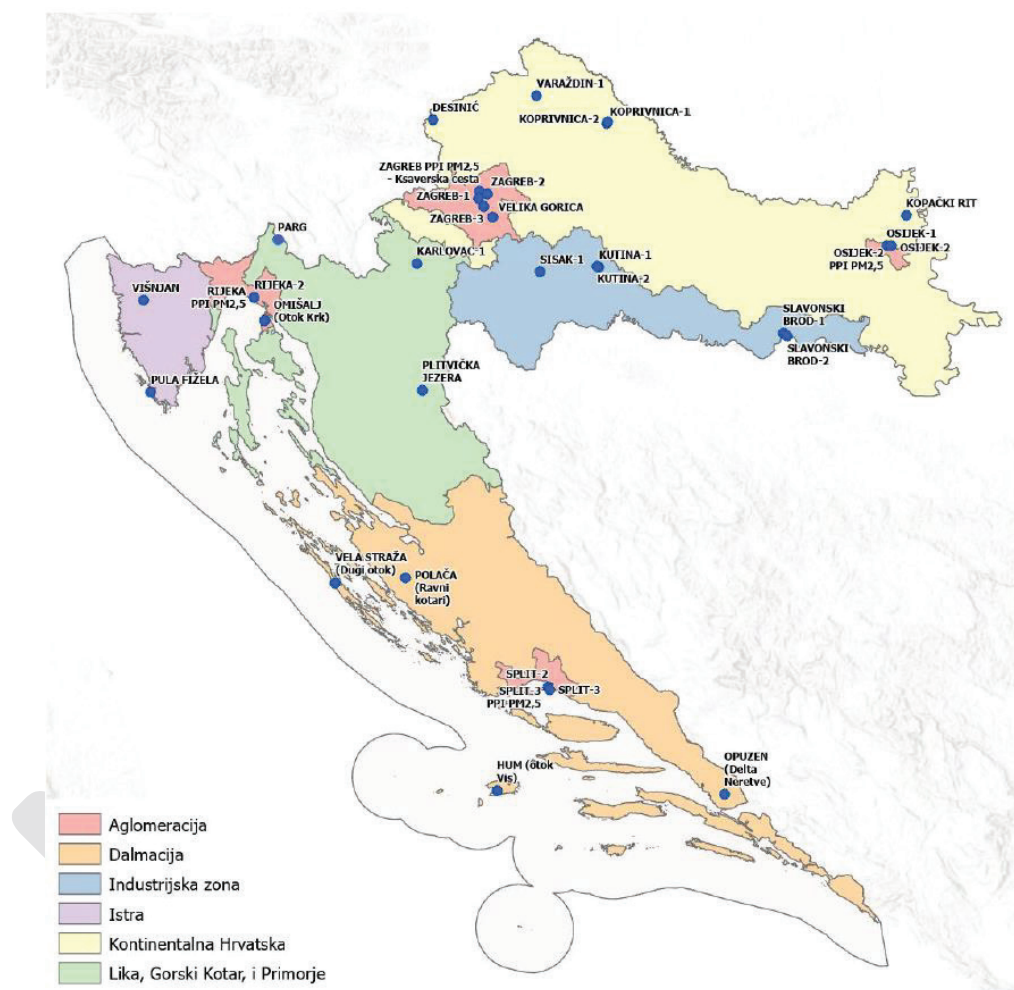 VARAŽDIN-1
DESINIĆ
KOPRIVNICA-2
KOPRIVNICA-1
ZAGREB PPI PM2,5
- Ksaverska cesta
ZAGREB-2
ZAGREB-1
VELIKA GORICA
ZAGREB-3
KOPAČKI RIT
OSIJEK-1
OSIJEK-2
OSIJEK-2
PPI PM2,5
PARG
KARLOVAC-1
SISAK-1
KUTINA-1
KUTINA-2
VIŠNJAN
RIJEKA
PPI PM2,5
RIJEKA-2
OMIŠALJ
(Otok Krk)
SLAVONSKI
BROD-1
SLAVONSKI
BROD-2
PULA FIŽELA
PLITVIČKA
JEZERA
VELA STRAŽA
(Dugi otok)
POLAČA
(Ravni
kotari)
SPLIT-2
SPLIT-3
PPI PM2,5
SPLIT-3
HUM (otok
Vis)
OPUZEN
(Delta
Neretve)
Aglomeracija
Dalmacija
Industrijska zona
Istra
Kontinentalna Hrvatska
Lika, Gorski Kotar, i Primorje